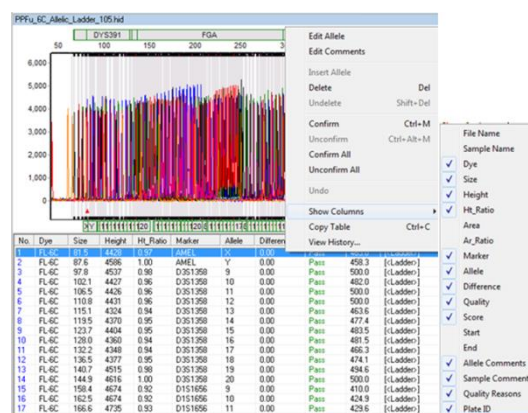 PPFu_6C_Allelic_Ladder_105.hid
DYS391 FGA
50 100 150 200 250
6,000
5,000
4,000
3,000
2,000
1,000
0
X Y
Edit Allele
Edit Comments
Insert Allele
Delete Del
Undelete Shift+Del
Confirm Ctrl+M
Unconfirm Ctrl+Alt+M
Confirm All
Unconfirm All
Undo
Show Columns
Copy Table Ctrl+C
View History...
File Name
Sample Name
Dye
Size
Height
Ht_Ratio
Area
Ar_Ratio
Marker
Allele
Difference
Quality
Score
Start
End
Allele Comments
Sample Comment
Quality Reasons
Plate ID
No. Dye Size Height Ht_Ratio Marker Allele Differen
1 FL-6C 81.5 4428 0.97 AMEL X 0.00 [<Ladder>]
2 FL-6C 87.6 4586 1.00 AMEL Y 0.00 Pass 458.3 [<Ladder>]
3 FL-6C 97.8 4537 0.98 D3S1358 9 0.00 Pass 500.0 [<Ladder>]
4 FL-6C 102.1 4427 0.96 D3S1358 10 0.00 Pass 482.0 [<Ladder>]
5 FL-6C 106.5 4426 0.96 D3S1358 11 0.00 Pass 500.0 [<Ladder>]
6 FL-6C 110.8 4431 0.96 D3S1358 12 0.00 Pass 500.0 [<Ladder>]
7 FL-6C 115.1 4324 0.94 D3S1358 13 0.00 Pass 463.6 [<Ladder>]
8 FL-6C 119.5 4370 0.95 D3S1358 14 0.00 Pass 477.4 [<Ladder>]
9 FL-6C 123.7 4404 0.95 D3S1358 15 0.00 Pass 483.5 [<Ladder>]
10 FL-6C 128.0 4360 0.94 D3S1358 16 0.00 Pass 481.5 [<Ladder>]
11 FL-6C 132.2 4348 0.94 D3S1358 17 0.00 Pass 466.3 [<Ladder>]
12 FL-6C 136.5 4377 0.95 D3S1358 18 0.00 Pass 474.1 [<Ladder>]
13 FL-6C 140.7 4515 0.98 D3S1358 19 0.00 Pass 494.6 [<Ladder>]
14 FL-6C 144.9 4616 1.00 D3S1358 20 0.00 Pass 500.0 [<Ladder>]
15 FL-6C 158.4 4674 0.92 D1S1656 9 0.00 Pass 410.0 [<Ladder>]
16 FL-6C 162.5 4674 0.92 D1S1656 10 0.00 Pass 424.9 [<Ladder>]
17 FL-6C 166.6 4735 0.93 D1S1656 11 0.00 Pass 429.6 [<Ladder>]